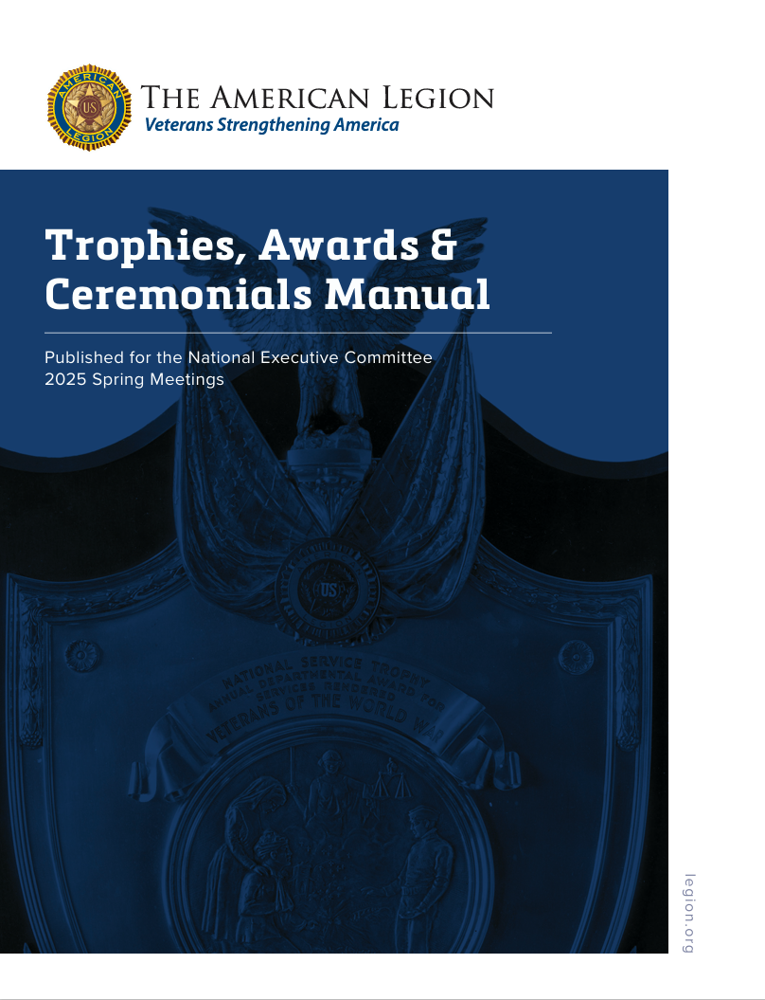 AMERICAN
US
LEGION
THE AMERICAN LEGION
Veterans Strengthening America
Trophies, Awards &
Ceremonials Manual
Published for the National Executive Committee
2025 Spring Meetings
US
NATIONAL SERVICE TROPHY
ANNUAL DEPARTMENTAL AWARD FOR
SERVICES RENDERED
VETERANS OF THE WORLD WAR
legion.org